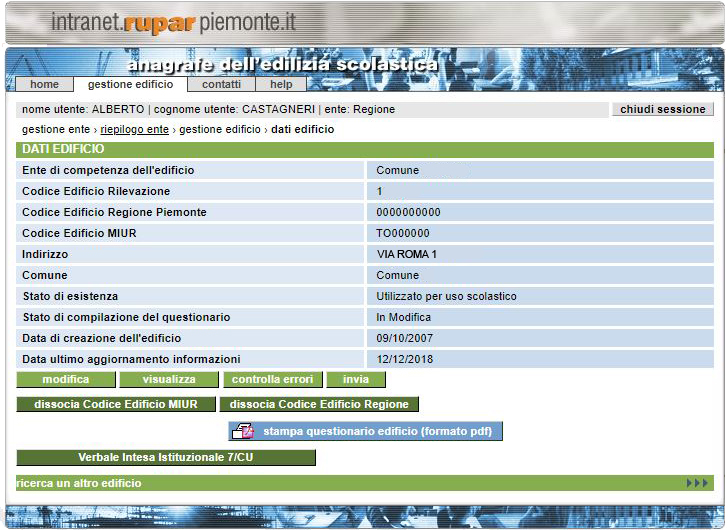 intranet.rupar piemonte.it
anagrafe dell'edilizia scolastica
home gestione edificio contatti help
nome utente: ALBERTO | cognome utente: CASTAGNERI | ente: Regione chiudi sessione
gestione ente › riepilogo ente › gestione edificio › dati edificio
DATI EDIFICIO
Ente di competenza dell'edificio Comune
Codice Edificio Rilevazione 1
Codice Edificio Regione Piemonte 0000000000
Codice Edificio MIUR TO000000
Indirizzo VIA ROMA 1
Comune Comune
Stato di esistenza Utilizzato per uso scolastico
Stato di compilazione del questionario In Modifica
Data di creazione dell'edificio 09/10/2007
Data ultimo aggiornamento informazioni 12/12/2018
modifica visualizza controlla errori invia
dissocia Codice Edificio MIUR dissocia Codice Edificio Regione
stampa questionario edificio (formato pdf)
Verbale Intesa Istituzionale 7/CU
ricerca un altro edificio